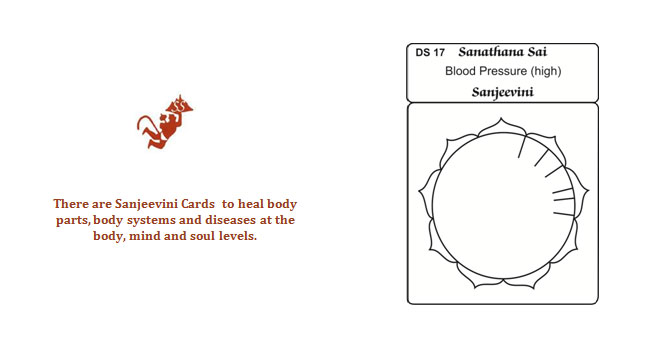 There are Sanjeevini Cards to heal body
parts, body systems and diseases at the
body, mind and soul levels.
DS 17 Sanathana Sai
Blood Pressure (high)
Sanjeevini